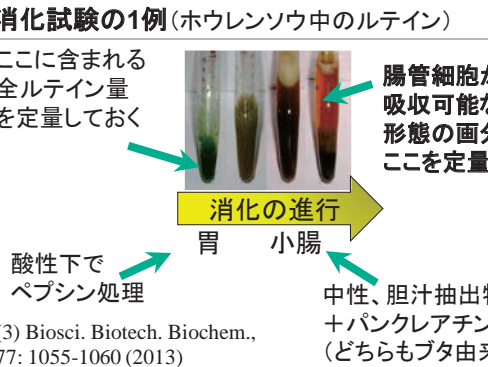 消化試験の1例(ホウレンソウ中のルテイン)
ここに含まれる
全ルテイン量
を定量しておく
腸管細胞が
吸収可能な
形態の画分
ここを定量
消化の進行
胃 小腸
酸性下で
ペプシン処理
中性、胆汁抽出物
+パンクレアチン
(どちらもブタ由来
(3) Biosci. Biotech. Biochem.,
77: 1055-1060 (2013)